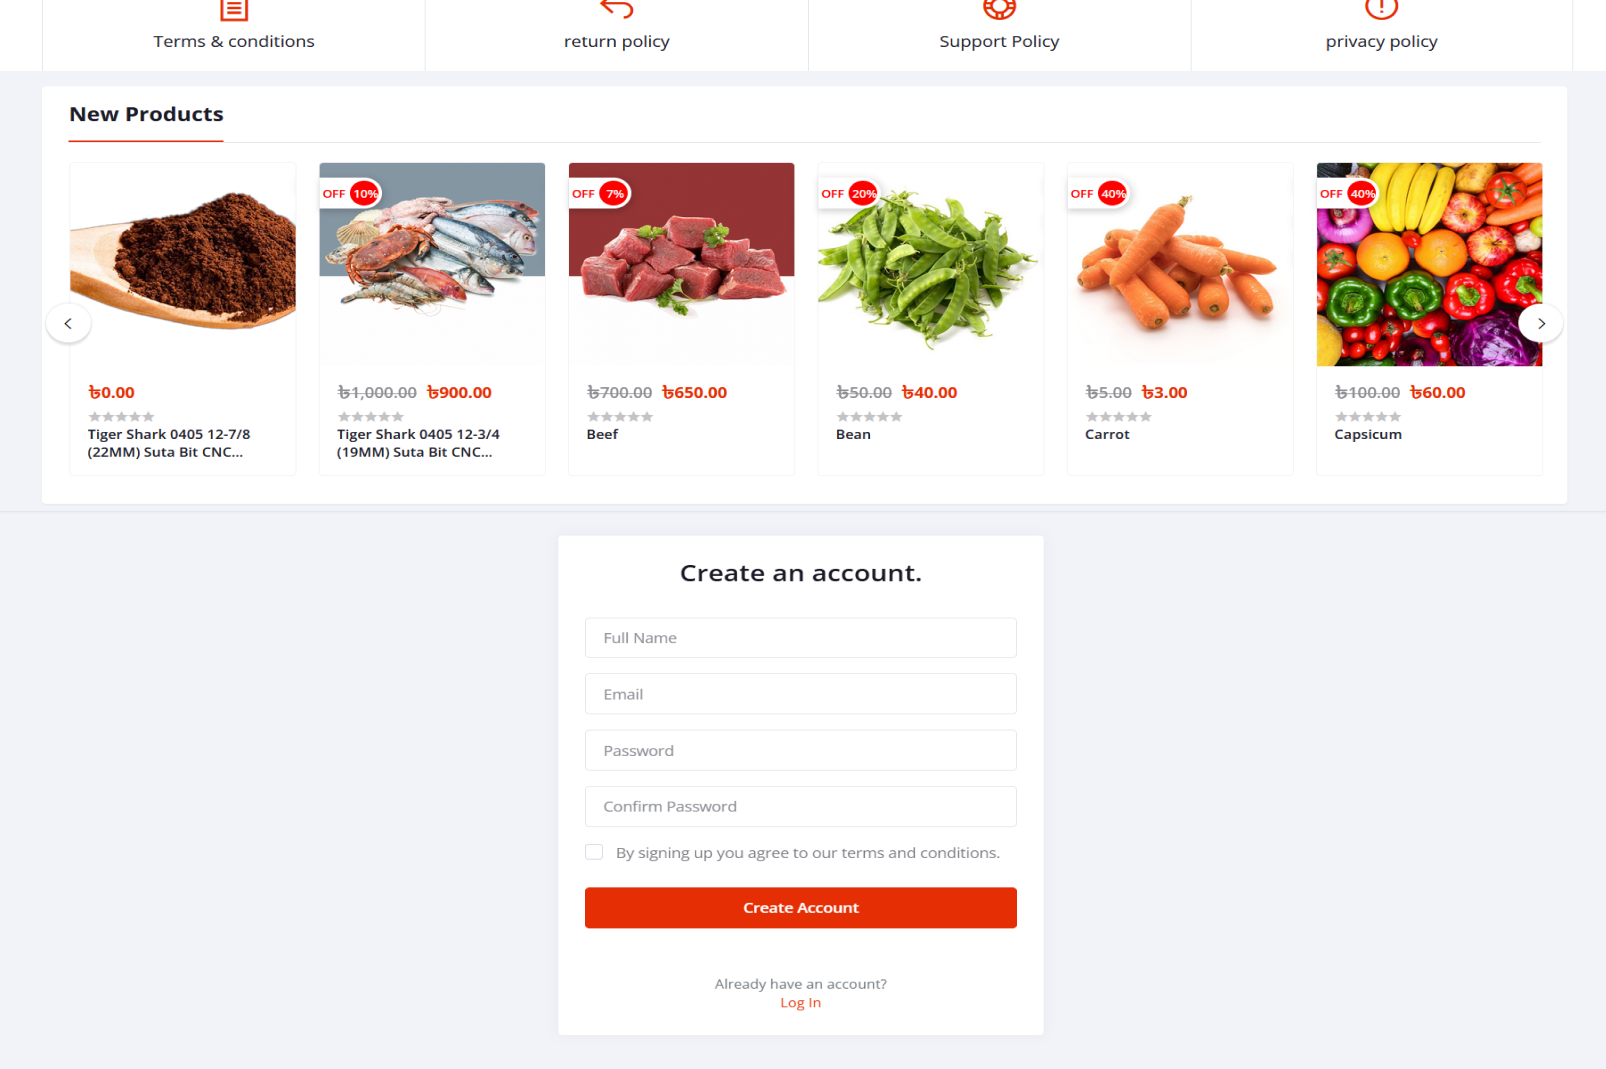 Terms & conditions
return policy
Support Policy
privacy policy
New Products
OFF 10%
OFF 7%
OFF 20%
OFF 40%
OFF 40%
৳0.00
Tiger Shark 0405 12-7/8
(22MM) Suta Bit CNC...
৳1,000.00 ৳900.00
Tiger Shark 0405 12-3/4
(19MM) Suta Bit CNC...
৳700.00 ৳650.00
Beef
৳50.00 ৳40.00
Bean
৳5.00 ৳3.00
Carrot
৳100.00 ৳60.00
Capsicum
Create an account.
Full Name
Email
Password
Confirm Password
By signing up you agree to our terms and conditions.
Create Account
Already have an account?
Log In